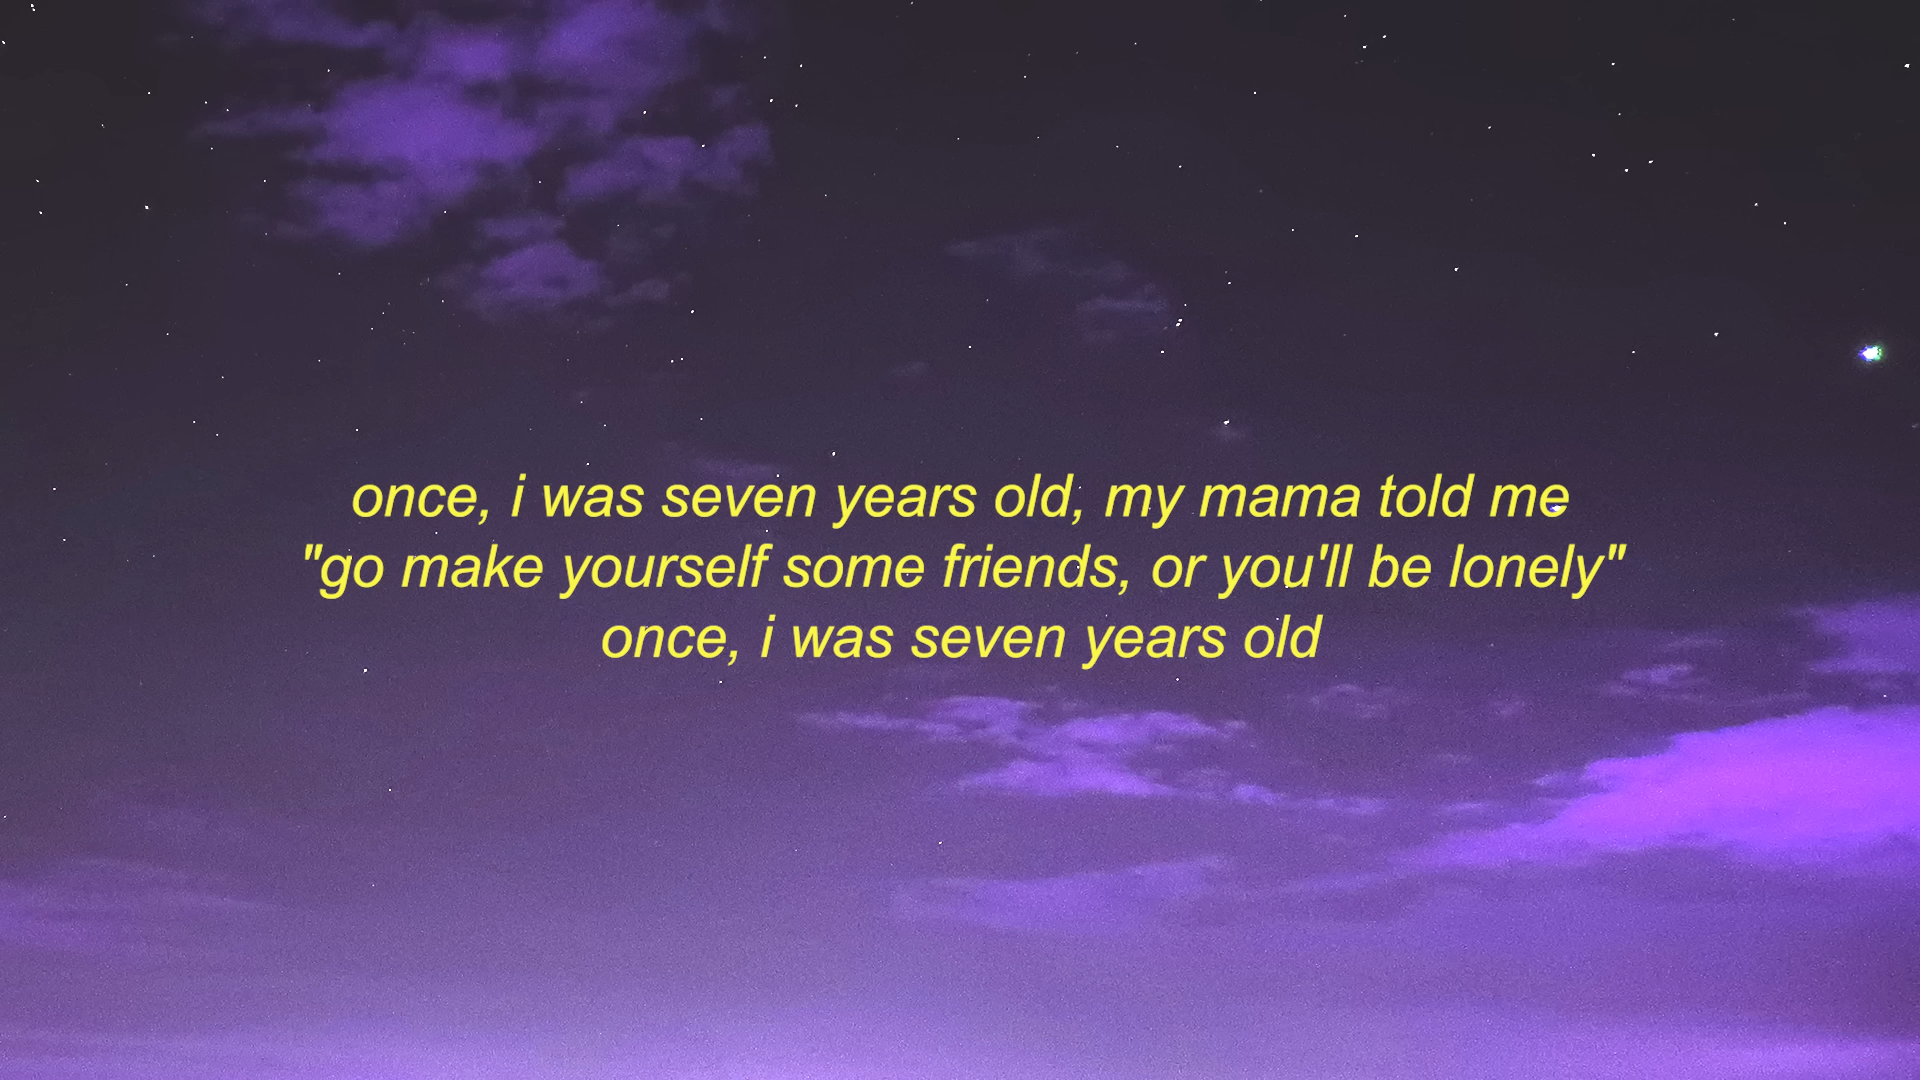 once, i was seven years old, my mama told me
"go make yourself some friends, or you'll be lonely"
once, i was seven years old